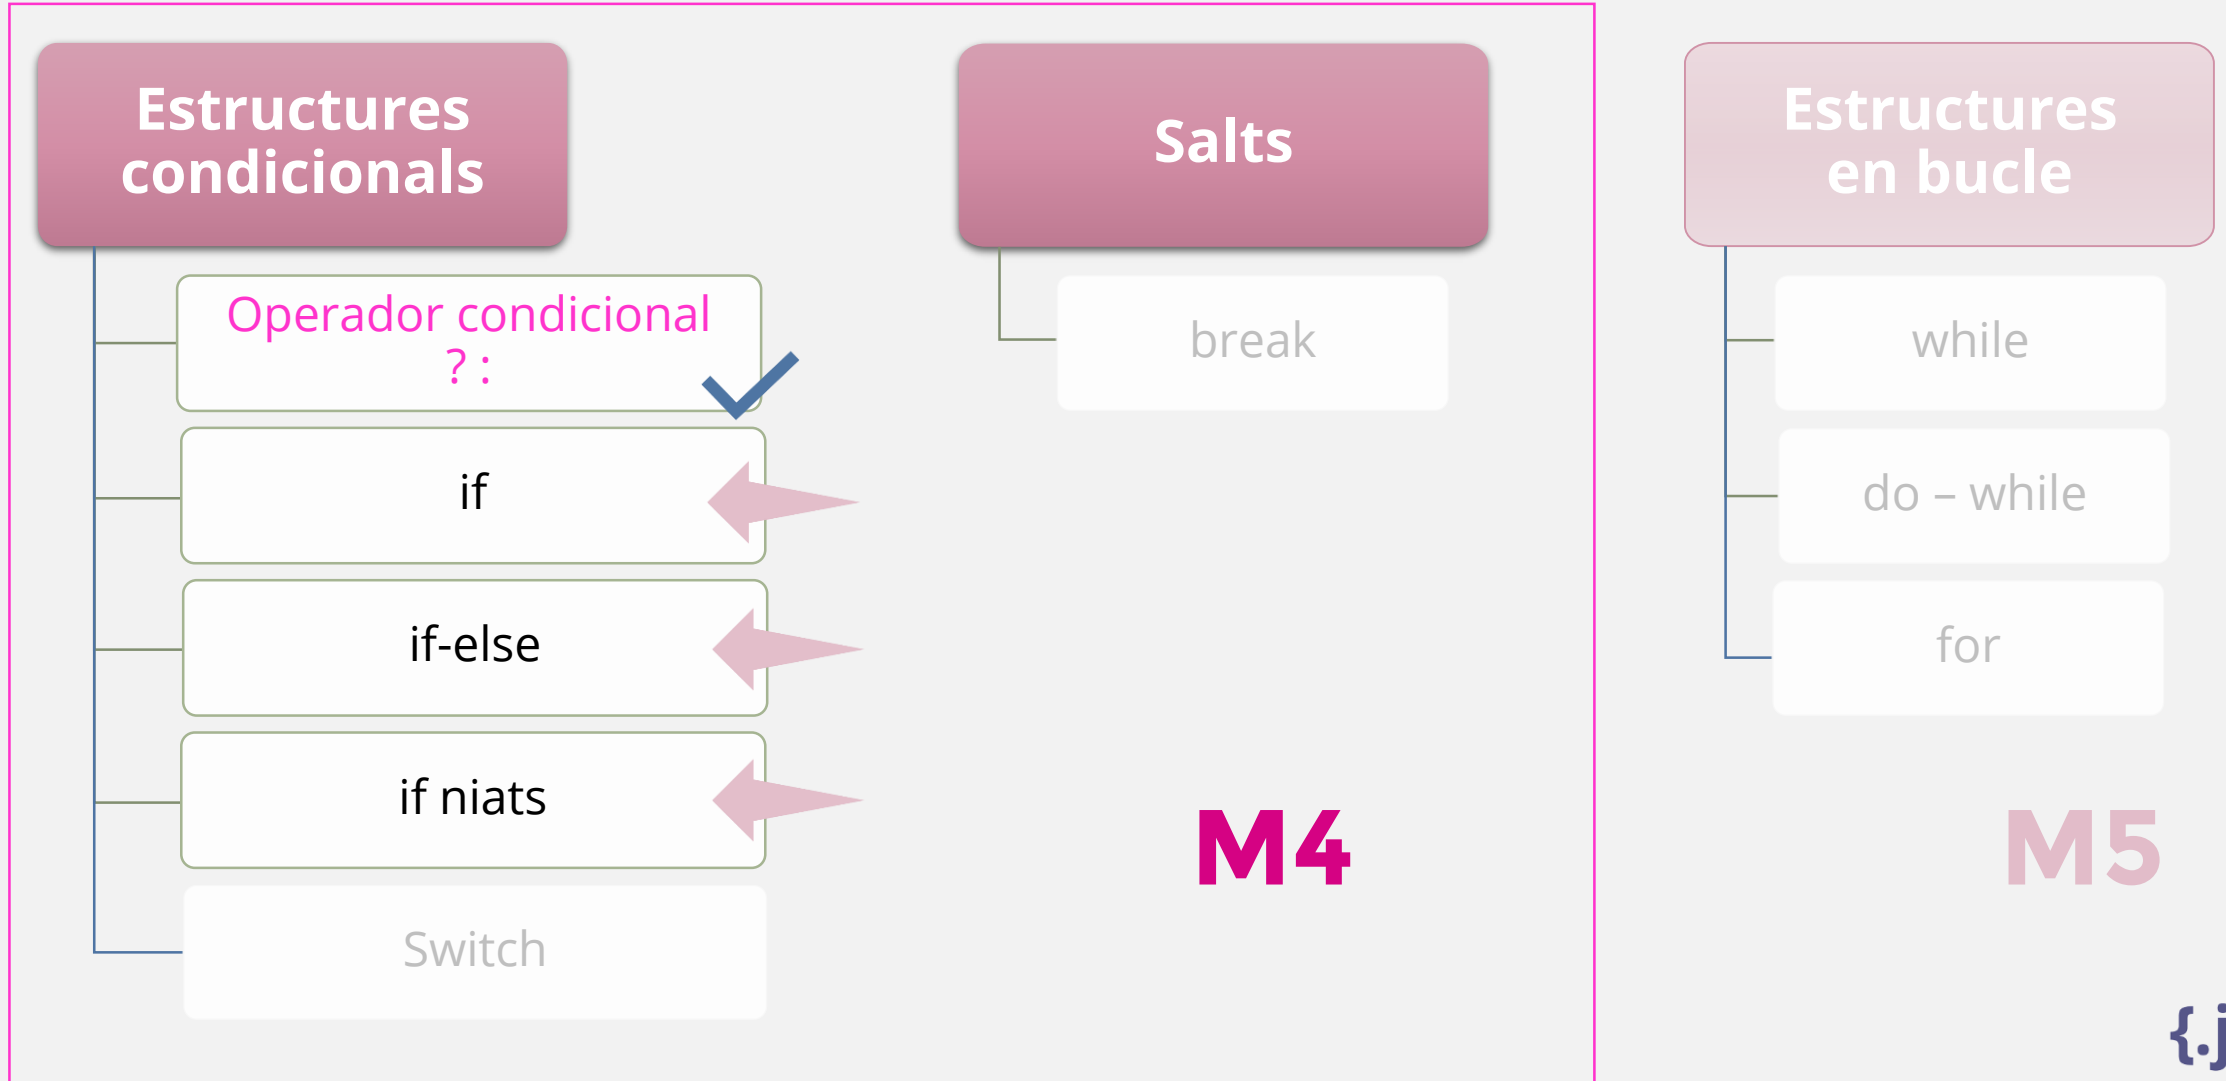 Estructures
condicionals
Operador condicional
? :
if
if-else
if niats
Switch
Salts
break
M4
Estructures
en bucle
while
do – while
for
M5
{.j